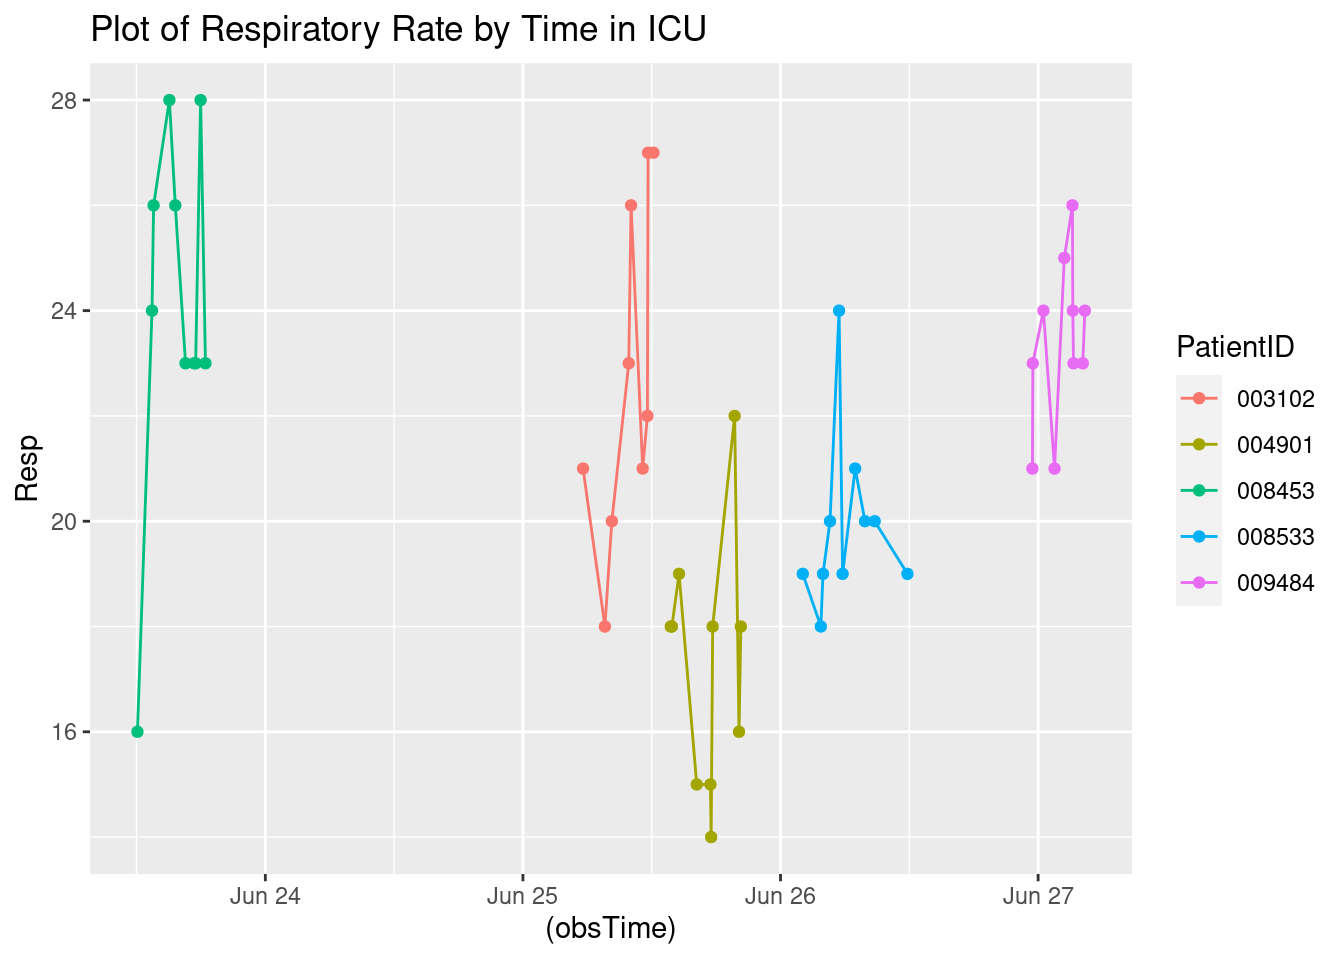 Plot of Respiratory Rate by Time in ICU
28
24
20
16
Resp
Jun 24
Jun 25
Jun 26
Jun 27
(obsTime)
PatientID
003102
004901
008453
008533
009484